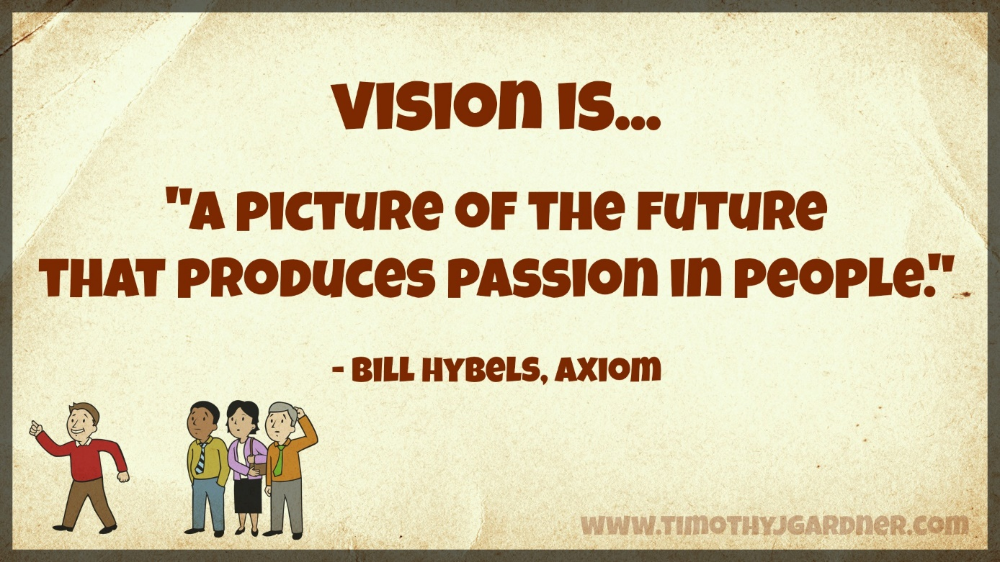 VISION IS...
"A PICTURE OF THE FUTURE
THAT PRODUCES PASSION IN PEOPLE."
- BILL HYBELS, AXIOM
WWW.TIMOTHYJGARDNER.COM